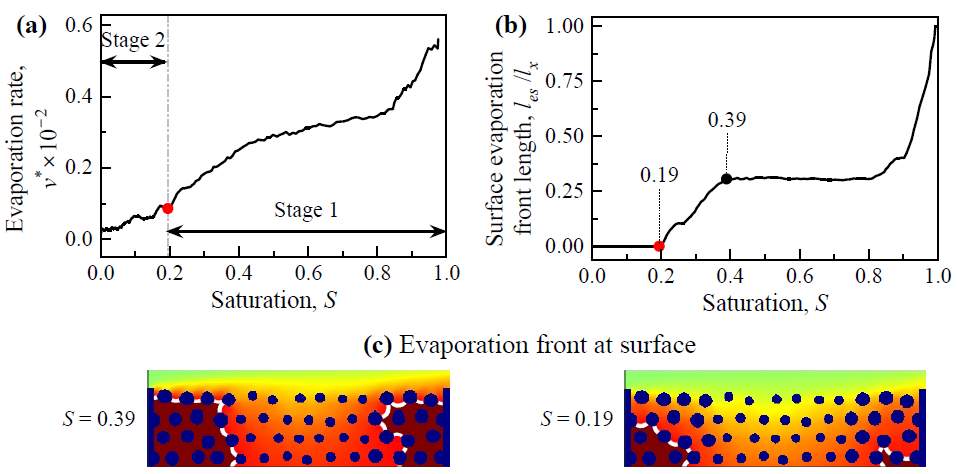 (a)
Evaporation rate,
v* × 10⁻²
0.6
0.4
0.2
0.0
Stage 2
Stage 1
0.0 0.2 0.4 0.6 0.8 1.0
Saturation, S
(b)
Surface evaporation
front length, l_es /l_x
1.00
0.75
0.50
0.25
0.00
0.39
0.19
0.0 0.2 0.4 0.6 0.8 1.0
Saturation, S
(c) Evaporation front at surface
S = 0.39
S = 0.19